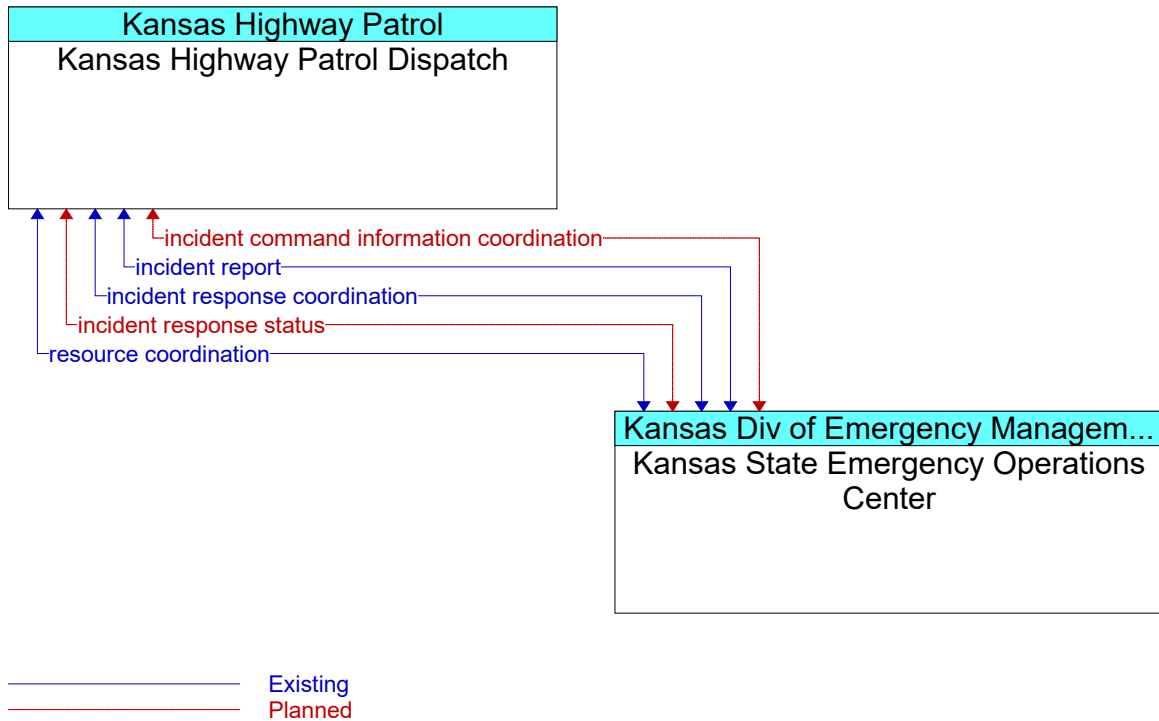 Kansas Highway Patrol
Kansas Highway Patrol Dispatch
incident command information coordination
incident report
incident response coordination
incident response status
resource coordination
Kansas Div of Emergency Managem...
Kansas State Emergency Operations
Center
Existing
Planned